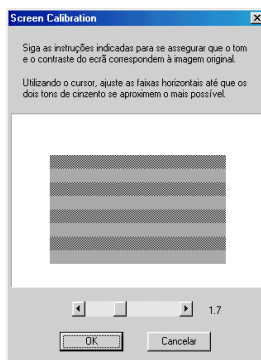 Screen Calibration
Siga as instruções indicadas para se assegurar que o tom
e o contraste do ecrã correspondem à imagem original.
Utilizando o cursor, ajuste as faixas horizontais até que os
dois tons de cinzento se aproximem o mais possível.
1.7
OK
Cancelar